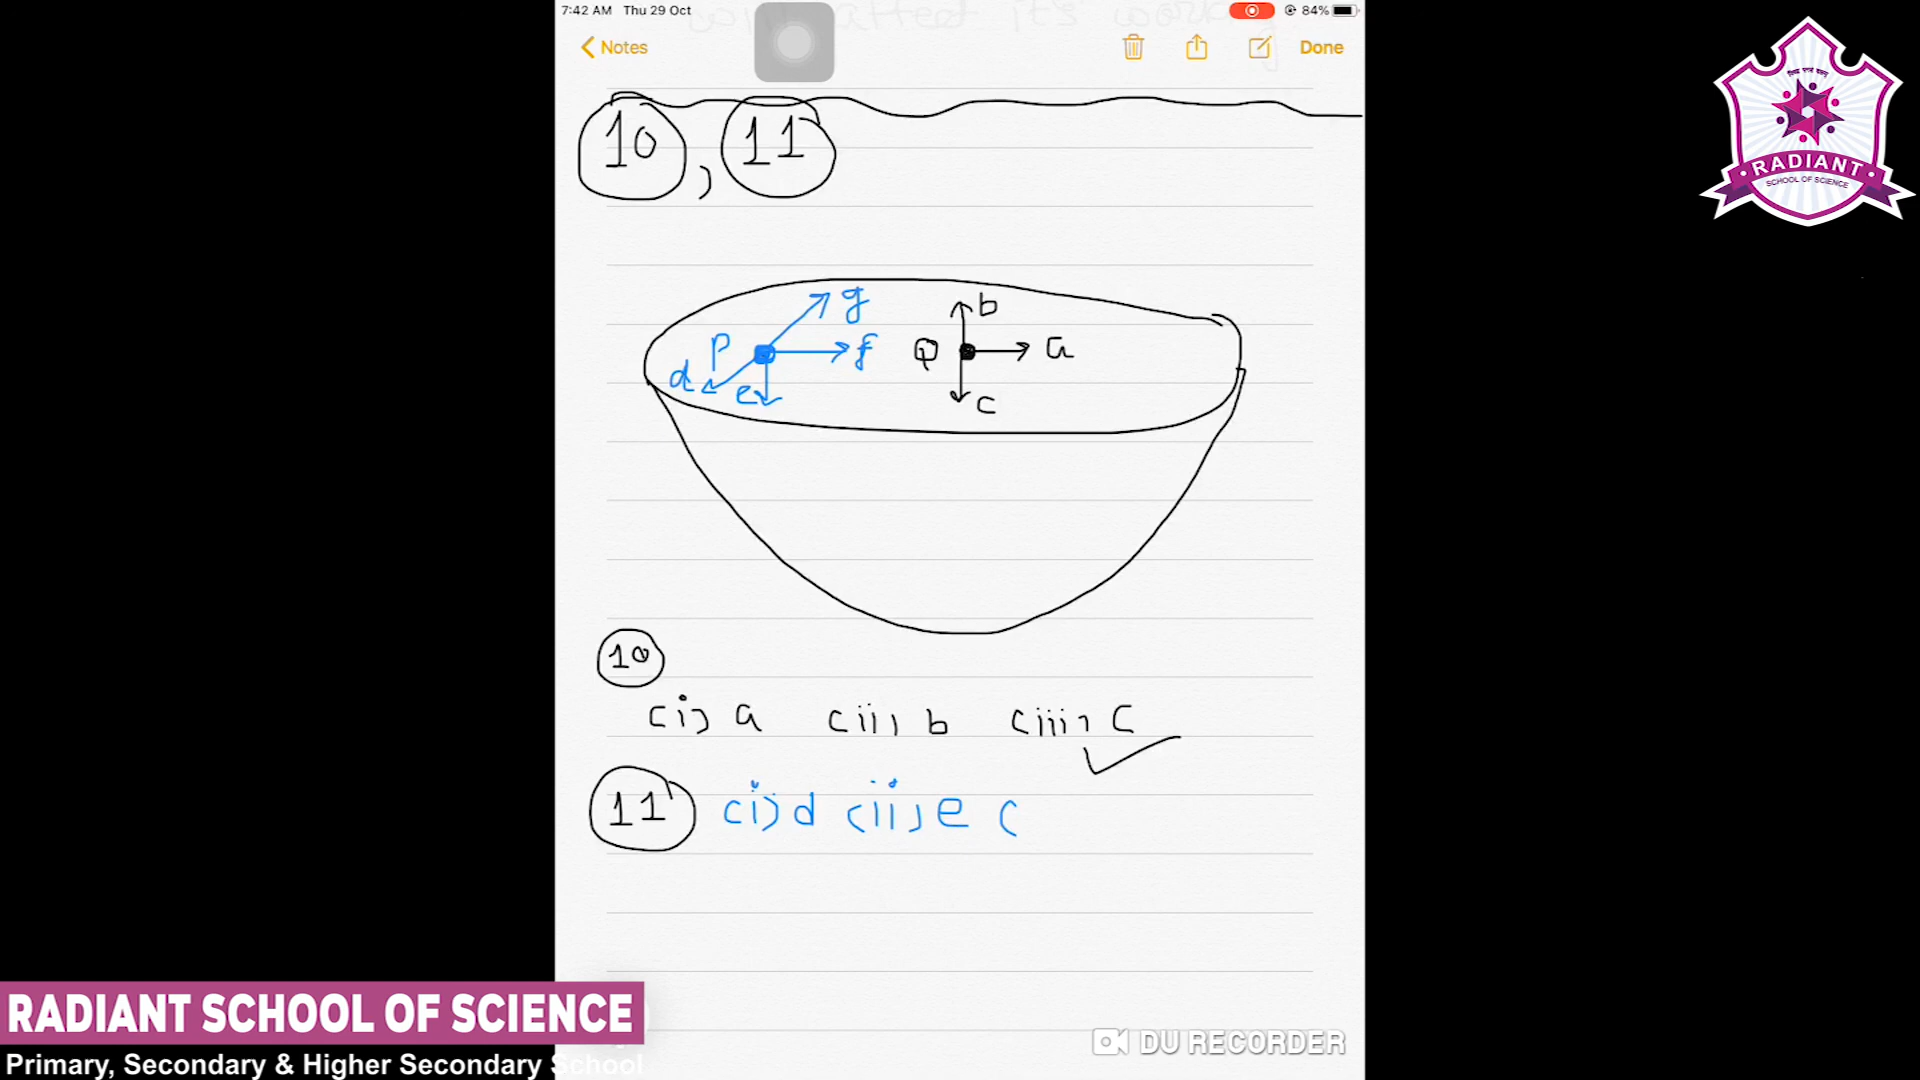 7:42 AM Thu 29 Oct 84%
Notes Done
10, 11
g b
P f Q a
d e c
10
(i) a (ii) b (iii) c
11 (i) d (ii) e (
RADIANT
SCHOOL OF SCIENCE
RADIANT SCHOOL OF SCIENCE
Primary, Secondary & Higher Secondary School
DU RECORDER